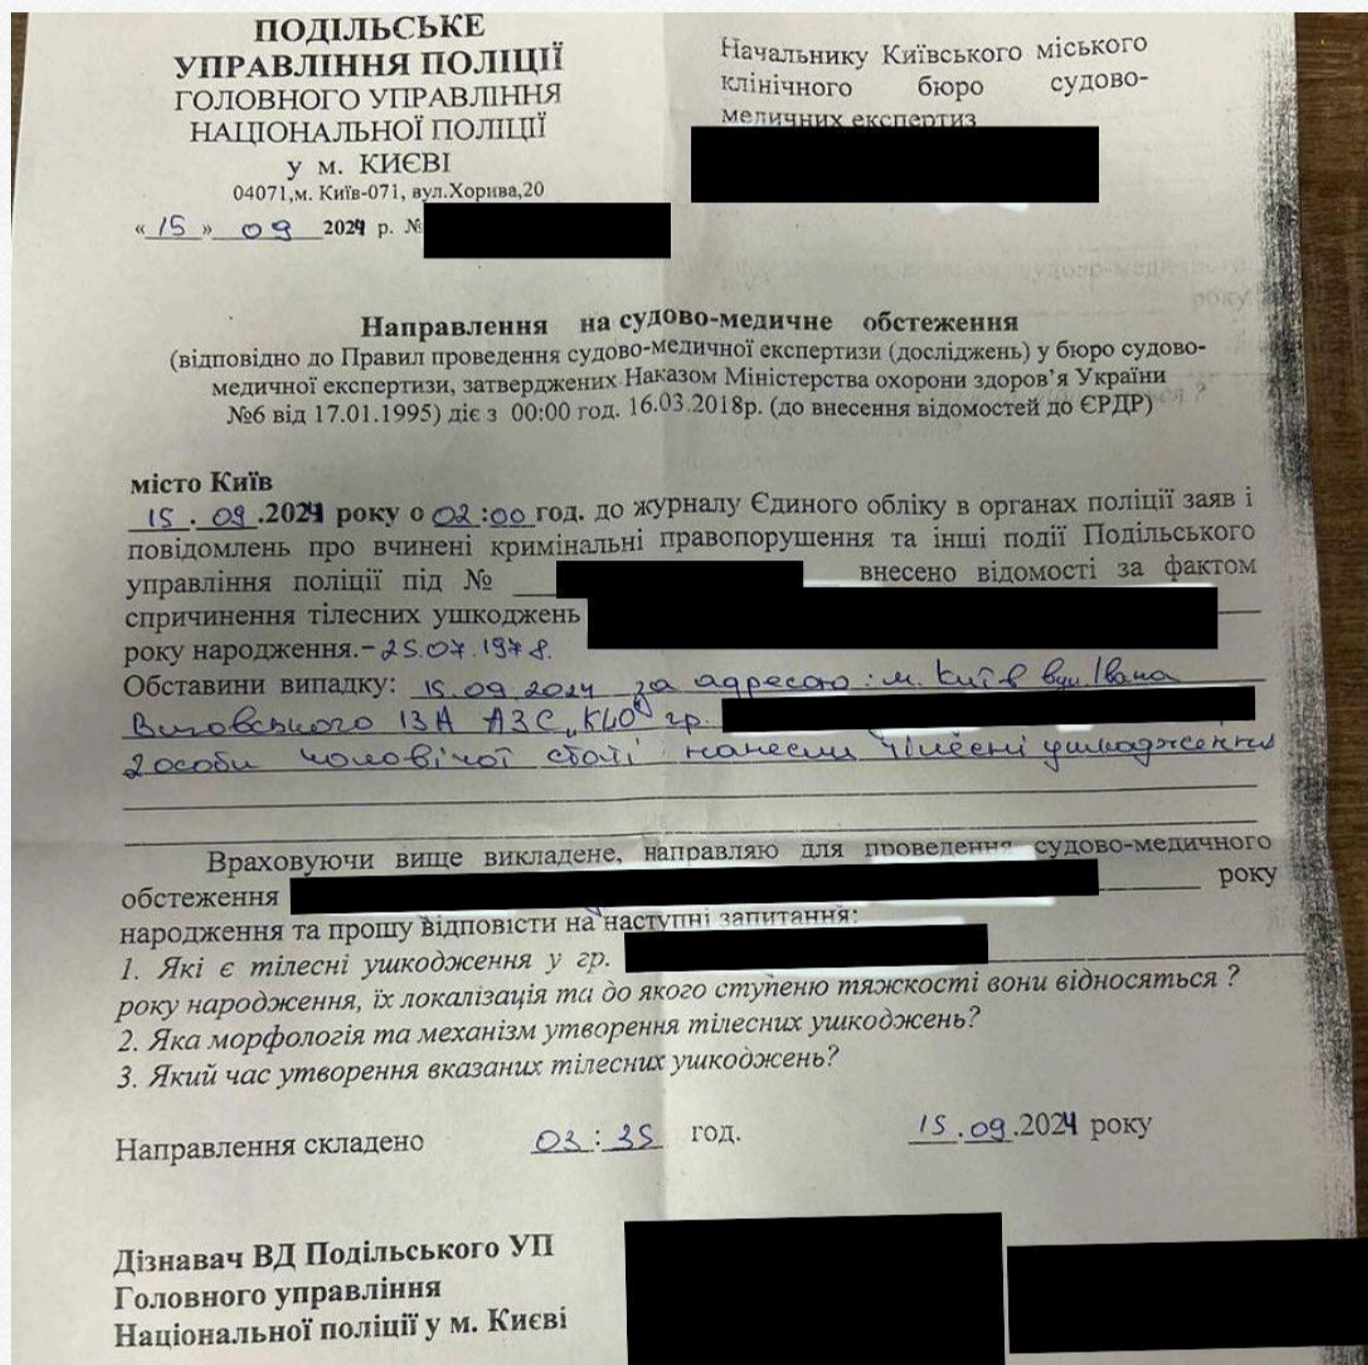 ПОДІЛЬСЬКЕ
УПРАВЛІННЯ ПОЛІЦІЇ
ГОЛОВНОГО УПРАВЛІННЯ
НАЦІОНАЛЬНОЇ ПОЛІЦІЇ
у м. КИЄВІ
04071,м. Київ-071, вул.Хорива,20
«15» 09 2024 р. №
Начальнику Київського міського
клінічного бюро судово-
медичних експертиз
Направлення на судово-медичне обстеження
(відповідно до Правил проведення судово-медичної експертизи (досліджень) у бюро судово-
медичної експертизи, затверджених Наказом Міністерства охорони здоров’я України
№6 від 17.01.1995) діє з 00:00 год. 16.03.2018р. (до внесення відомостей до ЄРДР)
місто Київ
15.09.2024 року о 02:00 год. до журналу Єдиного обліку в органах поліції заяв і
повідомлень про вчинені кримінальні правопорушення та інші події Подільського
управління поліції під № внесено відомості за фактом
спричинення тілесних ушкоджень
року народження.- 25.07.1978.
Обставини випадку: 15.09.2024 за адресою: м. Київ вул. Івана
Виговського 13А АЗС „KLO" гр.
2 особи чоловічої статі нанесли тілесні ушкодження
Враховуючи вище викладене, направляю для проведення судово-медичного
обстеження року
народження та прошу відповісти на наступні запитання:
1. Які є тілесні ушкодження у гр.
року народження, їх локалізація та до якого ступеню тяжкості вони відносяться ?
2. Яка морфологія та механізм утворення тілесних ушкоджень?
3. Який час утворення вказаних тілесних ушкоджень?
Направлення складено 03:35 год. 15.09.2024 року
Дізнавач ВД Подільського УП
Головного управління
Національної поліції у м. Києві